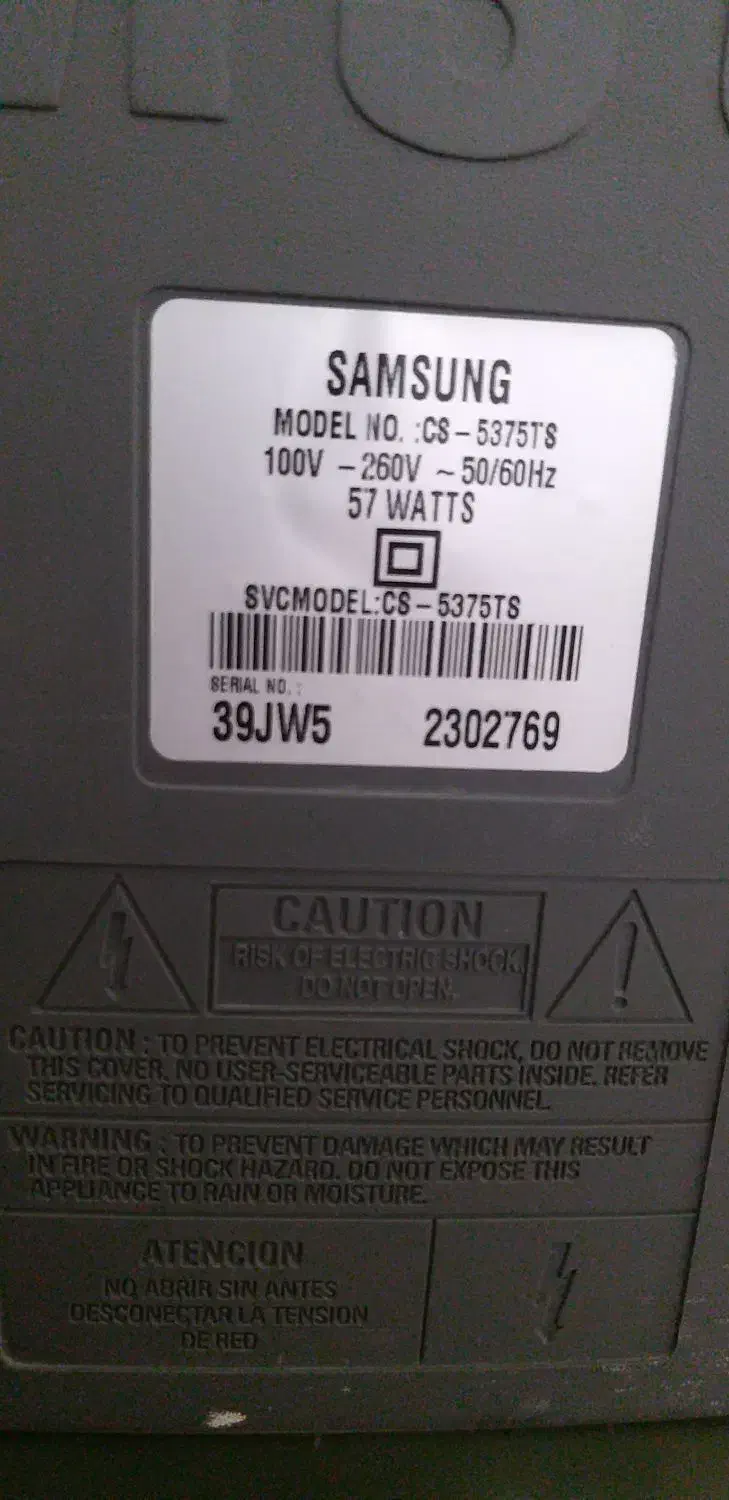 SAMSUNG
MODEL NO. :CS-5375TS
100V -260V ~ 50/60Hz
57 WATTS
SVCMODEL:CS-5375TS
SERIAL NO. :
39JW5 2302769
CAUTION
RISK OF ELECTRIC SHOCK
DO NOT OPEN.
CAUTION : TO PREVENT ELECTRICAL SHOCK, DO NOT REMOVE
THIS COVER. NO USER-SERVICEABLE PARTS INSIDE. REFER
SERVICING TO QUALIFIED SERVICE PERSONNEL.
WARNING : TO PREVENT DAMAGE WHICH MAY RESULT
IN FIRE OR SHOCK HAZARD. DO NOT EXPOSE THIS
APPLIANCE TO RAIN OR MOISTURE.
ATENCION
NO ABRIR SIN ANTES
DESCONECTAR LA TENSION
DE RED